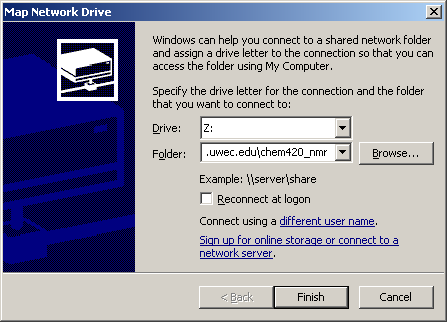 Map Network Drive
Windows can help you connect to a shared network folder
and assign a drive letter to the connection so that you can
access the folder using My Computer.
Specify the drive letter for the connection and the folder
that you want to connect to:
Drive: Z:
Folder: .uwec.edu\chem420_nmr Browse...
Example: \\server\share
Reconnect at logon
Connect using a different user name.
Sign up for online storage or connect to a
network server.
< Back Finish Cancel